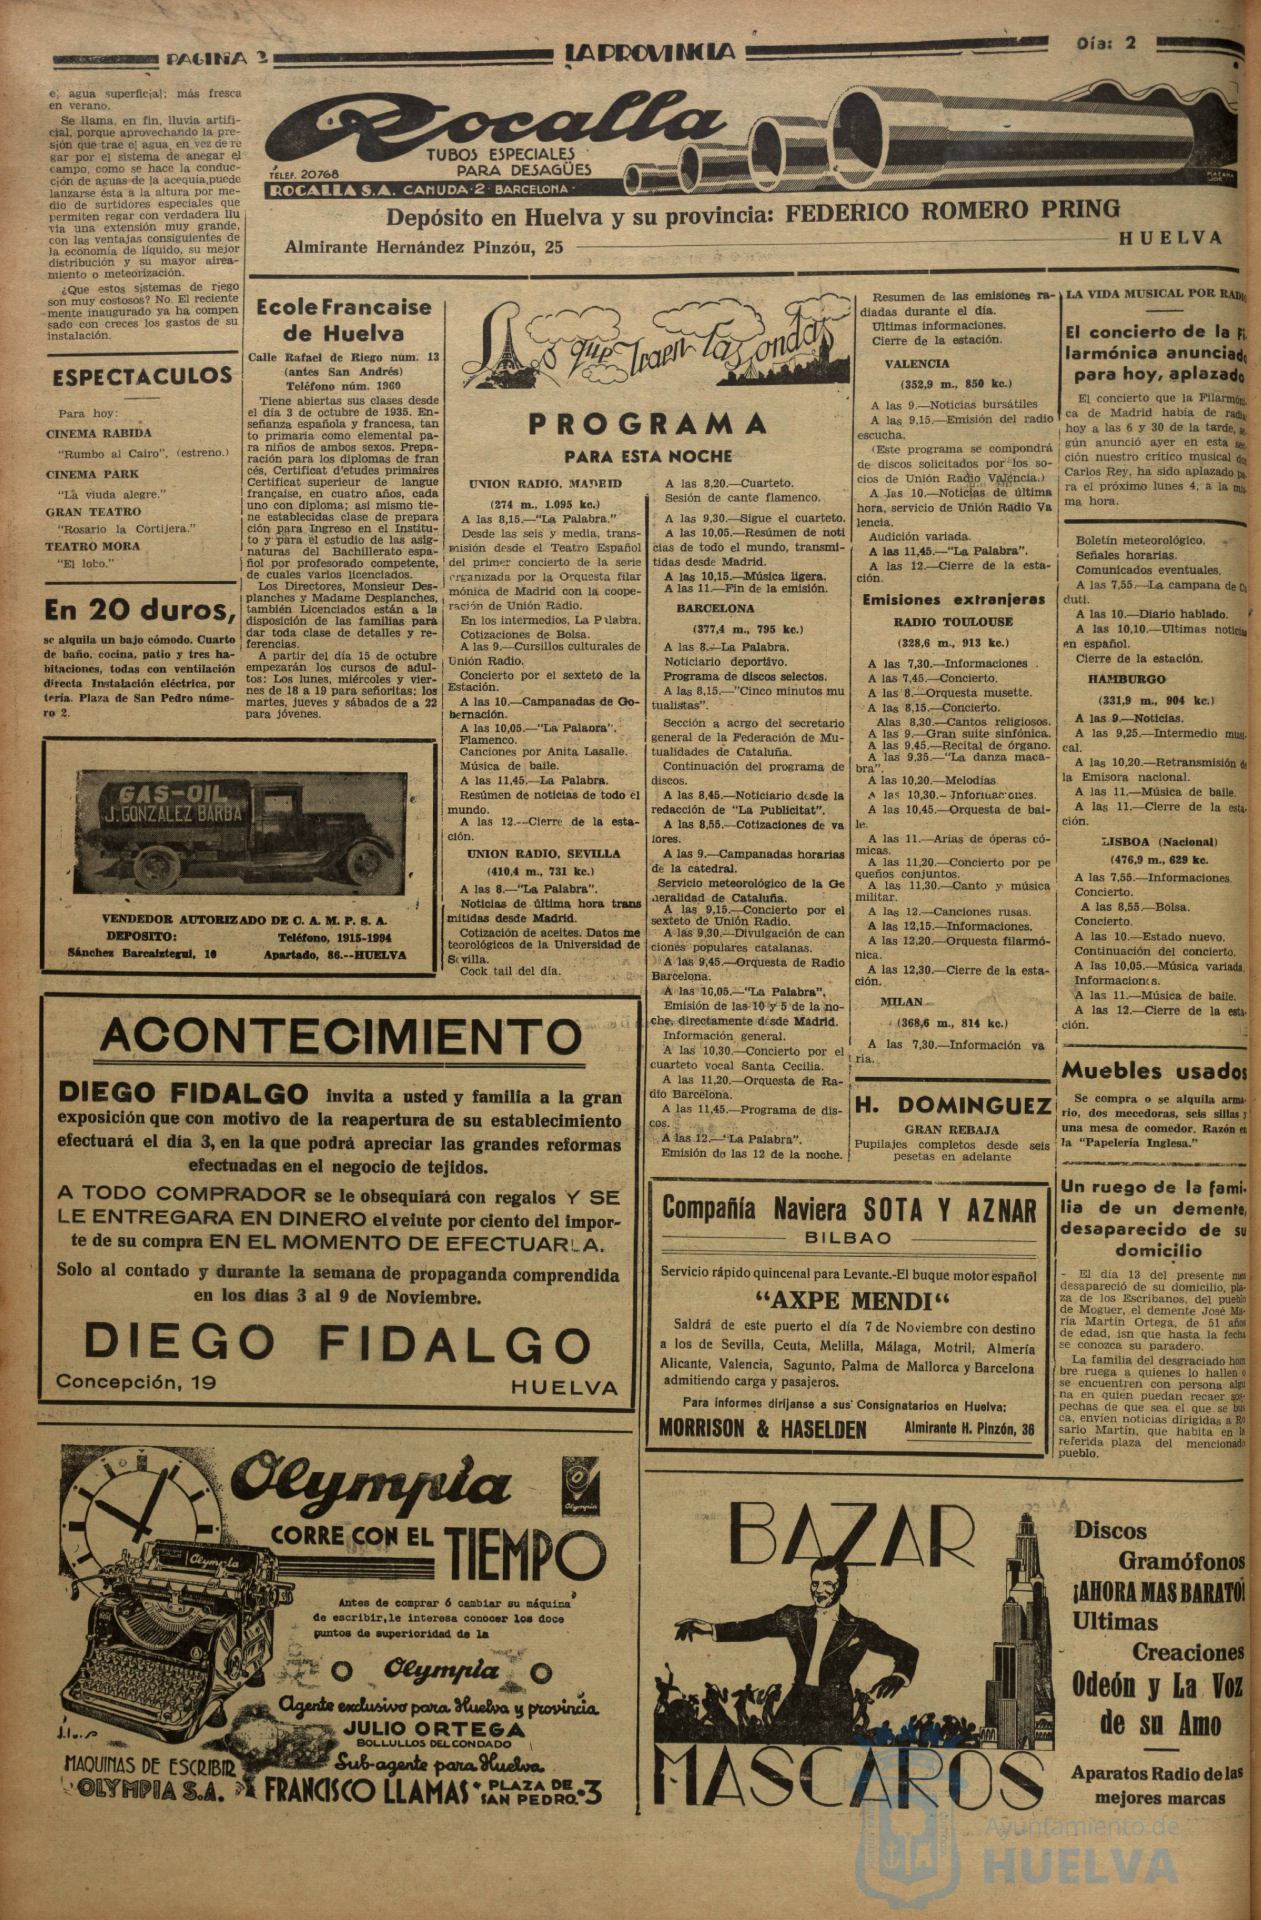 PAGINA 2
LA PROVINCIA
Día: 2
el agua superficial; más fresca
en verano.
Se llama, en fin, lluvia artifi-
cial, porque aprovechando la pre-
sión que trae el agua, en vez de re
gar por el sistema de anegar el
campo, como se hace la conduc-
ción de aguas de la acequia, puede
lanzarse ésta a la altura por me-
dio de surtidores especiales que
permiten regar con verdadera llu
via una extensión muy grande,
con las ventajas consiguientes de
la economía de líquido, su mejor
distribución y su mayor airea-
miento o meteorización.
¿Que estos sistemas de riego
son muy costosos? No. El reciente
mente inaugurado ya ha compen
sado con creces los gastos de su
instalación.
ESPECTACULOS
Para hoy:
CINEMA RABIDA
"Rumbo al Cairo", (estreno.)
CINEMA PARK
"La viuda alegre."
GRAN TEATRO
"Rosario la Cortijera."
TEATRO MORA
"El lobo."
En 20 duros,
se alquila un bajo cómodo. Cuarto
de baño, cocina, patio y tres ha-
bitaciones, todas con ventilación
directa Instalación eléctrica, por
tería. Plaza de San Pedro núme-
ro 2.
Rocalla
TUBOS ESPECIALES
PARA DESAGÜES
TÉLEF. 20768
ROCALLA S.A. CANUDA·2·BARCELONA·
Depósito en Huelva y su provincia: FEDERICO ROMERO PRING
Almirante Hernández Pinzóu, 25
HUELVA
Ecole Francaise
de Huelva
Calle Rafael de Riego núm. 13
(antes San Andrés)
Teléfono núm. 1960
Tiene abiertas sus clases desde
el día 3 de octubre de 1935. En-
señanza española y francesa, tan
to primaria como elemental pa-
ra niños de ambos sexos. Prepa-
ración para los diplomas de fran
cés, Certificat d'etudes primaires
Certificat superieur de langue
française, en cuatro años, cada
uno con diploma; asi mismo tie-
ne establecidas clase de prepara
ción para Ingreso en el Institu-
to y para el estudio de las asig-
naturas del Bachillerato espa-
ñol por profesorado competente,
de cuales varios licenciados.
Los Directores, Monsieur Des-
planches y Madame Desplanches,
también Licenciados están a la
disposición de las familias para
dar toda clase de detalles y re-
ferencias.
A partir del día 15 de octubre
empezarán los cursos de adul-
tos: Los lunes, miércoles y vier-
nes de 18 a 19 para señoritas; los
martes, jueves y sábados de a 22
para jóvenes.
GAS-OIL
J. GONZALEZ BARBA
VENDEDOR AUTORIZADO DE C. A. M. P. S. A.
DEPOSITO: Teléfono, 1915-1994
Sánchez Barcaiztegui, 10 Apartado, 86.--HUELVA
Los que traen las ondas
PROGRAMA
PARA ESTA NOCHE
UNION RADIO, MADRID
(274 m., 1.095 kc.)
A las 8,15.—"La Palabra."
Desde las seis y media, trans-
misión desde el Teatro Español
del primer concierto de la serie
organizada por la Orquesta filar
mónica de Madrid con la coope-
ración de Unión Radio.
En los intermedios, La Palabra.
Cotizaciones de Bolsa.
A las 9.—Cursillos culturales de
Unión Radio.
Concierto por el sexteto de la
Estación.
A las 10.—Campanadas de Go-
bernación.
A las 10,05.—"La Palaora".
Flamenco.
Canciones por Anita Lasalle.
Música de baile.
A las 11,45.—La Palabra.
Resúmen de noticias de todo el
mundo.
A las 12.—Cierre de la esta-
ción.
UNION RADIO, SEVILLA
(410,4 m., 731 kc.)
A las 8.—"La Palabra".
Noticias de última hora trans
mitidas desde Madrid.
Cotización de aceites. Datos me
teorológicos de la Universidad de
Sevilla.
Cock tail del día.
A las 8,20.—Cuarteto.
Sesión de cante flamenco.
A las 9,30.—Sigue el cuarteto.
A las 10,05.—Resúmen de noti
cias de todo el mundo, transmi-
tidas desde Madrid.
A las 10,15.—Música ligera.
A las 11.—Fin de la emisión.
BARCELONA
(377,4 m., 795 kc.)
A las 8.—La Palabra.
Noticiario deportivo.
Programa de discos selectos.
A las 8,15.—"Cinco minutos mu
tualistas".
Sección a acrgo del secretario
general de la Federación de Mu-
tualidades de Cataluña.
Continuación del programa de
discos.
A las 8,45.—Noticiario desde la
redacción de "La Publicitat".
A las 8,55.—Cotizaciones de va
lores.
A las 9.—Campanadas horarias
de la catedral.
Servicio meteorológico de la Ge
neralidad de Cataluña.
A las 9,15.—Concierto por el
sexteto de Unión Radio.
A las 9,30.—Divulgación de can
ciones populares catalanas.
A las 9,45.—Orquesta de Radio
Barcelona.
A las 10,05.—"La Palabra".
Emisión de las 10 y 5 de la no-
che, directamente desde Madrid.
Información general.
A las 10,30.—Concierto por el
cuarteto vocal Santa Cecilia.
A las 11,20.—Orquesta de Ra-
dio Barcelona.
A las 11,45.—Programa de dis-
cos.
A las 12.—"La Palabra".
Emisión de las 12 de la noche.
Resumen de las emisiones ra-
diadas durante el día.
Ultimas informaciones.
Cierre de la estación.
VALENCIA
(352,9 m., 850 kc.)
A las 9.—Noticias bursátiles
A las 9,15.—Emisión del radio
escucha.
(Este programa se compondrá
de discos solicitados por los so-
cios de Unión Radio Valencia.)
A las 10.—Noticias de última
hora, servicio de Unión Radio Va
lencia.
Audición variada.
A las 11,45.—"La Palabra".
A las 12.—Cierre de la esta-
ción.
Emisiones extranjeras
RADIO TOULOUSE
(328,6 m., 913 kc.)
A las 7,30.—Informaciones.
A las 7,45.—Concierto.
A las 8.—Orquesta musette.
A las 8,15.—Concierto.
Alas 8,30.—Cantos religiosos.
A las 9.—Gran suite sinfónica.
A las 9,45.—Recital de órgano.
A las 9,35.—"La danza maca-
bra".
A las 10,20.—Melodías
A las 10,30.—Informaciones.
A las 10,45.—Orquesta de bai-
le.
A las 11.—Arias de óperas có-
micas.
A las 11,20.—Concierto por pe
queños conjuntos.
A las 11,30.—Canto y música
militar.
A las 12.—Canciones rusas.
A las 12,15.—Informaciones.
A las 12,20.—Orquesta filarmó-
nica.
A las 12,30.—Cierre de la esta-
ción.
MILAN
(368,6 m., 814 kc.)
A las 7,30.—Información va
ria.
H. DOMINGUEZ
GRAN REBAJA
Pupilajes completos desde seis
pesetas en adelante
LA VIDA MUSICAL POR RADIO
El concierto de la Fi-
larmónica anunciado
para hoy, aplazado
El concierto que la Filarmóni-
ca de Madrid había de radiar
hoy a las 6 y 30 de la tarde, se-
gún anunció ayer en esta sec-
ción nuestro crítico musical don
Carlos Rey, ha sido aplazado pa-
ra el próximo lunes 4, a la mis-
ma hora.
Boletín meteorológico.
Señales horarias.
Comunicados eventuales.
A las 7,55.—La campana de Ca
duti.
A las 10.—Diario hablado.
A las 10,10.—Ultimas noticias
en español.
Cierre de la estación.
HAMBURGO
(331,9 m., 904 kc.)
A las 9.—Noticias.
A las 9,25.—Intermedio musi-
cal.
A las 10,20.—Retransmisión de
la Emisora nacional.
A las 11.—Música de baile.
A las 11.—Cierre de la esta-
ción.
LISBOA (Nacional)
(476,9 m., 629 kc.
A las 7,55.—Informaciones.
Concierto.
A las 8,55.—Bolsa.
Concierto.
A las 10.—Estado nuevo.
Continuación del concierto.
A las 10,05.—Música variada.
Informaciones.
A las 11.—Música de baile.
A las 12.—Cierre de la esta-
ción.
Muebles usados
Se compra o se alquila arma-
rio, dos mecedoras, seis sillas y
una mesa de comedor. Razón en
la "Papelería Inglesa."
Un ruego de la fami-
lia de un demente,
desaparecido de su
domicilio
El día 13 del presente mes
desapareció de su domicilio, pla-
za de los Escribanos, del pueblo
de Moguer, el demente José Ma-
ría Martín Ortega, de 51 años
de edad, isn que hasta la fecha
se conozca su paradero.
La familia del desgraciado hom
bre ruega a quienes lo hallen o
se encuentren con persona algu
na en quien puedan recaer sos-
pechas de que sea el que se bus
ca, envíen noticias dirigidas a Ro
sario Martín, que habita en la
referida plaza del mencionado
pueblo.
ACONTECIMIENTO
DIEGO FIDALGO invita a usted y familia a la gran
exposición que con motivo de la reapertura de su establecimiento
efectuará el día 3, en la que podrá apreciar las grandes reformas
efectuadas en el negocio de tejidos.
A TODO COMPRADOR se le obsequiará con regalos Y SE
LE ENTREGARA EN DINERO el veinte por ciento del impor-
te de su compra EN EL MOMENTO DE EFECTUARLA.
Solo al contado y durante la semana de propaganda comprendida
en los días 3 al 9 de Noviembre.
DIEGO FIDALGO
Concepción, 19 HUELVA
Compañía Naviera SOTA Y AZNAR
BILBAO
Servicio rápido quincenal para Levante.-El buque motor español
"AXPE MENDI"
Saldrá de este puerto el día 7 de Noviembre con destino
a los de Sevilla, Ceuta, Melilla, Málaga, Motril, Almería
Alicante, Valencia, Sagunto, Palma de Mallorca y Barcelona
admitiendo carga y pasajeros.
Para informes diríjanse a sus Consignatarios en Huelva:
MORRISON & HASELDEN Almirante H. Pinzón, 36
Olympia
CORRE CON EL TIEMPO
Olympia
Olympia
Antes de comprar ó cambiar su máquina
de escribir, le interesa conocer los doce
puntos de superioridad de la
Olympia
Agente exclusivo para Huelva y provincia
JULIO ORTEGA
BOLLULLOS DEL CONDADO
Sub-agente para Huelva
FRANCISCO LLAMAS· PLAZA DE SAN PEDRO.·3
MAQUINAS DE ESCRIBIR
OLYMPIA S.A.
BAZAR
MASCAROS
Discos
Gramófonos
¡AHORA MAS BARATO!
Ultimas
Creaciones
Odeón y La Voz
de su Amo
Aparatos Radio de las
mejores marcas
Ayuntamiento de
HUELVA